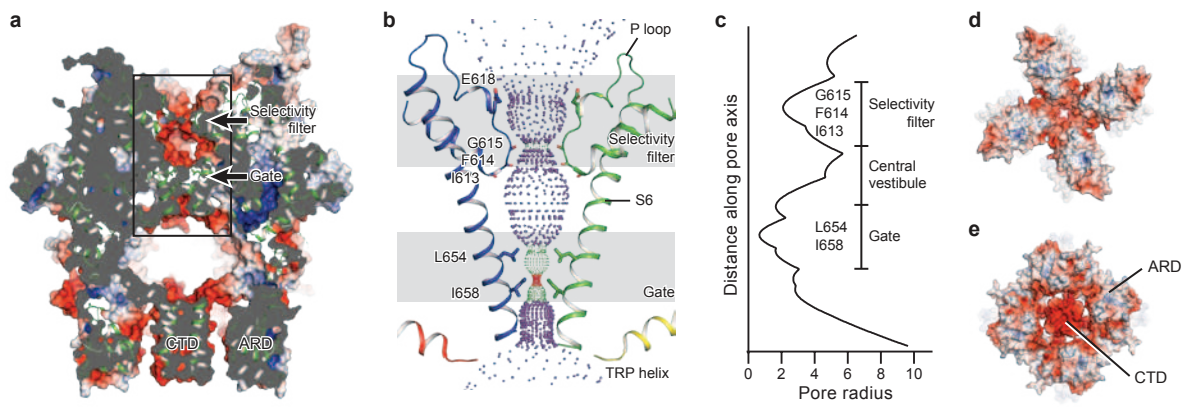 a
Selectivity
filter
Gate
CTD
ARD
b
P loop
E618
G615
F614
I613
Selectivity
filter
S6
L654
I658
Gate
TRP helix
c
Distance along pore axis
G615
F614
I613
Selectivity
filter
Central
vestibule
L654
I658
Gate
0 2 4 6 8 10
Pore radius
d
e
ARD
CTD